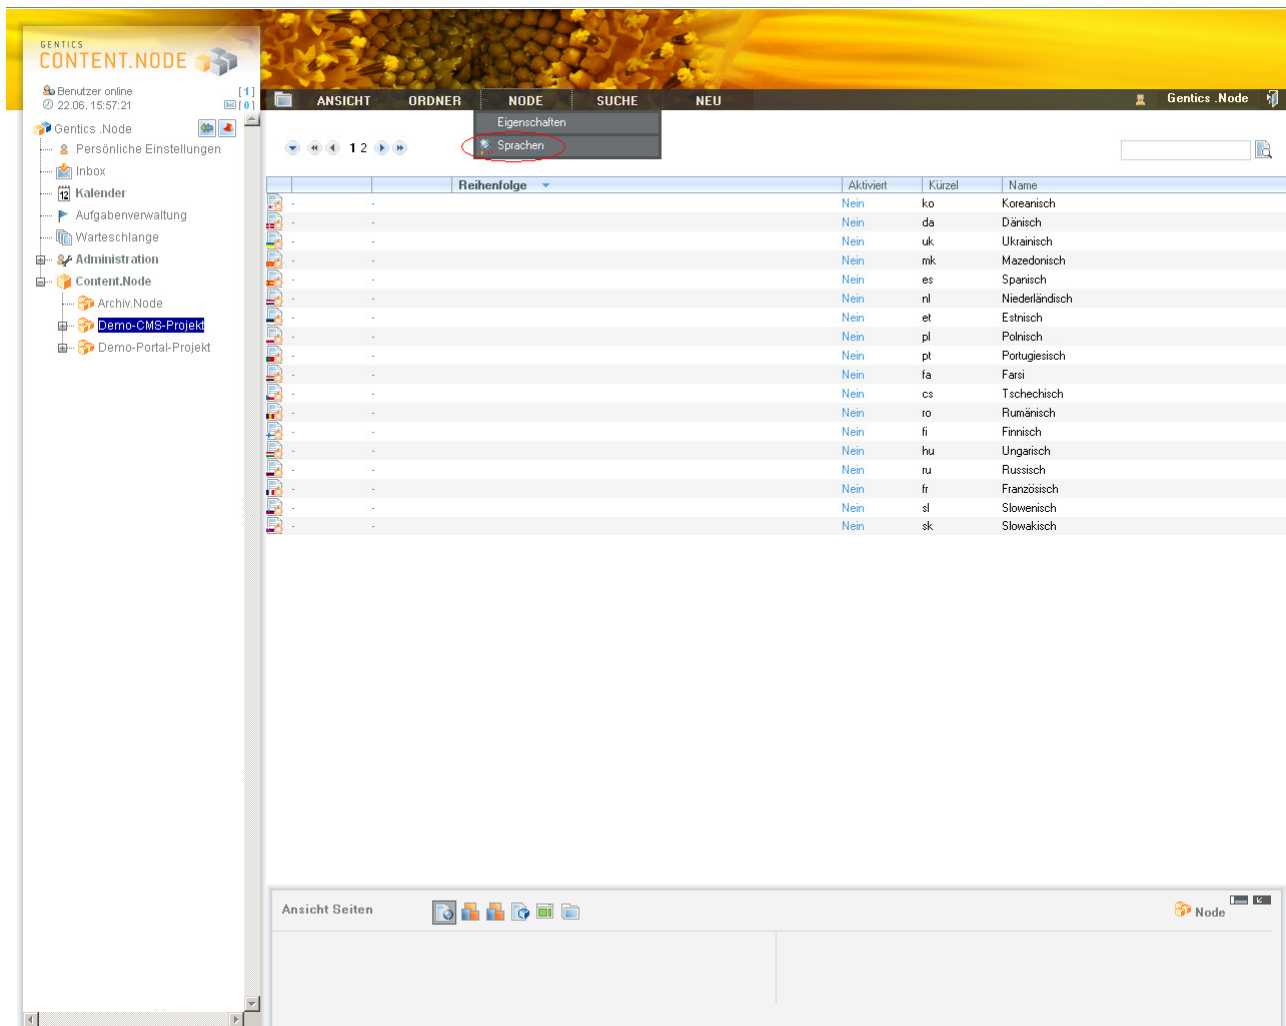 GENTICS
CONTENT.NODE
Benutzer online [1]
22.06. 15:57:21 [0]
Gentics .Node
Persönliche Einstellungen
Inbox
12 Kalender
Aufgabenverwaltung
Warteschlange
Administration
Content.Node
Archiv.Node
Demo-CMS-Projekt
Demo-Portal-Projekt
ANSICHT ORDNER NODE SUCHE NEU Gentics .Node
Eigenschaften
Sprachen
1 2
Reihenfolge Aktiviert Kürzel Name
- - Nein ko Koreanisch
- - Nein da Dänisch
- - Nein uk Ukrainisch
- - Nein mk Mazedonisch
- - Nein es Spanisch
- - Nein nl Niederländisch
- - Nein et Estnisch
- - Nein pl Polnisch
- - Nein pt Portugiesisch
- - Nein fa Farsi
- - Nein cs Tschechisch
- - Nein ro Rumänisch
- - Nein fi Finnisch
- - Nein hu Ungarisch
- - Nein ru Russisch
- - Nein fr Französisch
- - Nein sl Slowenisch
- - Nein sk Slowakisch
Ansicht Seiten Node